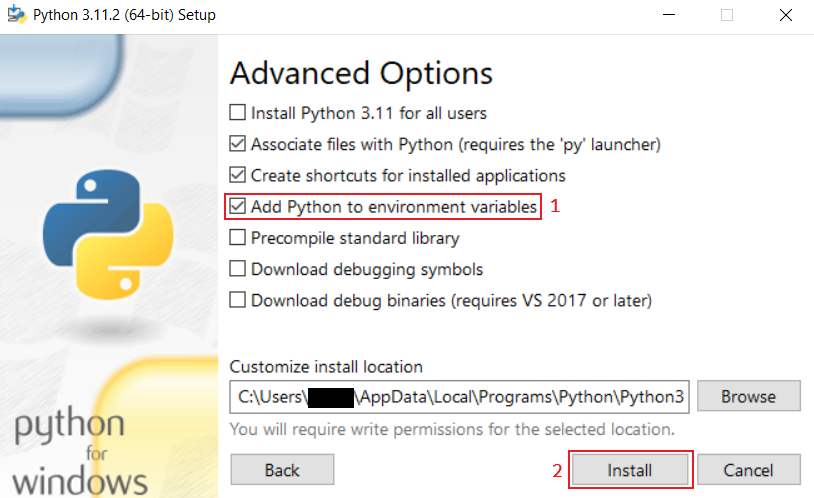 Python 3.11.2 (64-bit) Setup
Advanced Options
Install Python 3.11 for all users
Associate files with Python (requires the 'py' launcher)
Create shortcuts for installed applications
Add Python to environment variables 1
Precompile standard library
Download debugging symbols
Download debug binaries (requires VS 2017 or later)
Customize install location
C:\Users\ \AppData\Local\Programs\Python\Python3 Browse
You will require write permissions for the selected location.
python
for
windows
Back 2 Install Cancel